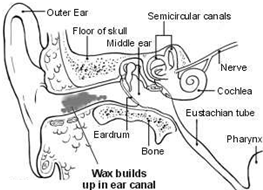 Outer Ear
Semicircular canals
Floor of skull
Middle ear
Nerve
Cochlea
Eustachian tube
Pharynx
Eardrum
Bone
Wax builds
up in ear canal